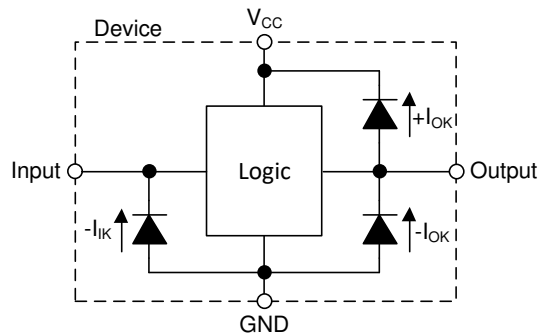 Device
V_CC
+I_OK
Input
Logic
Output
-I_IK
-I_OK
GND